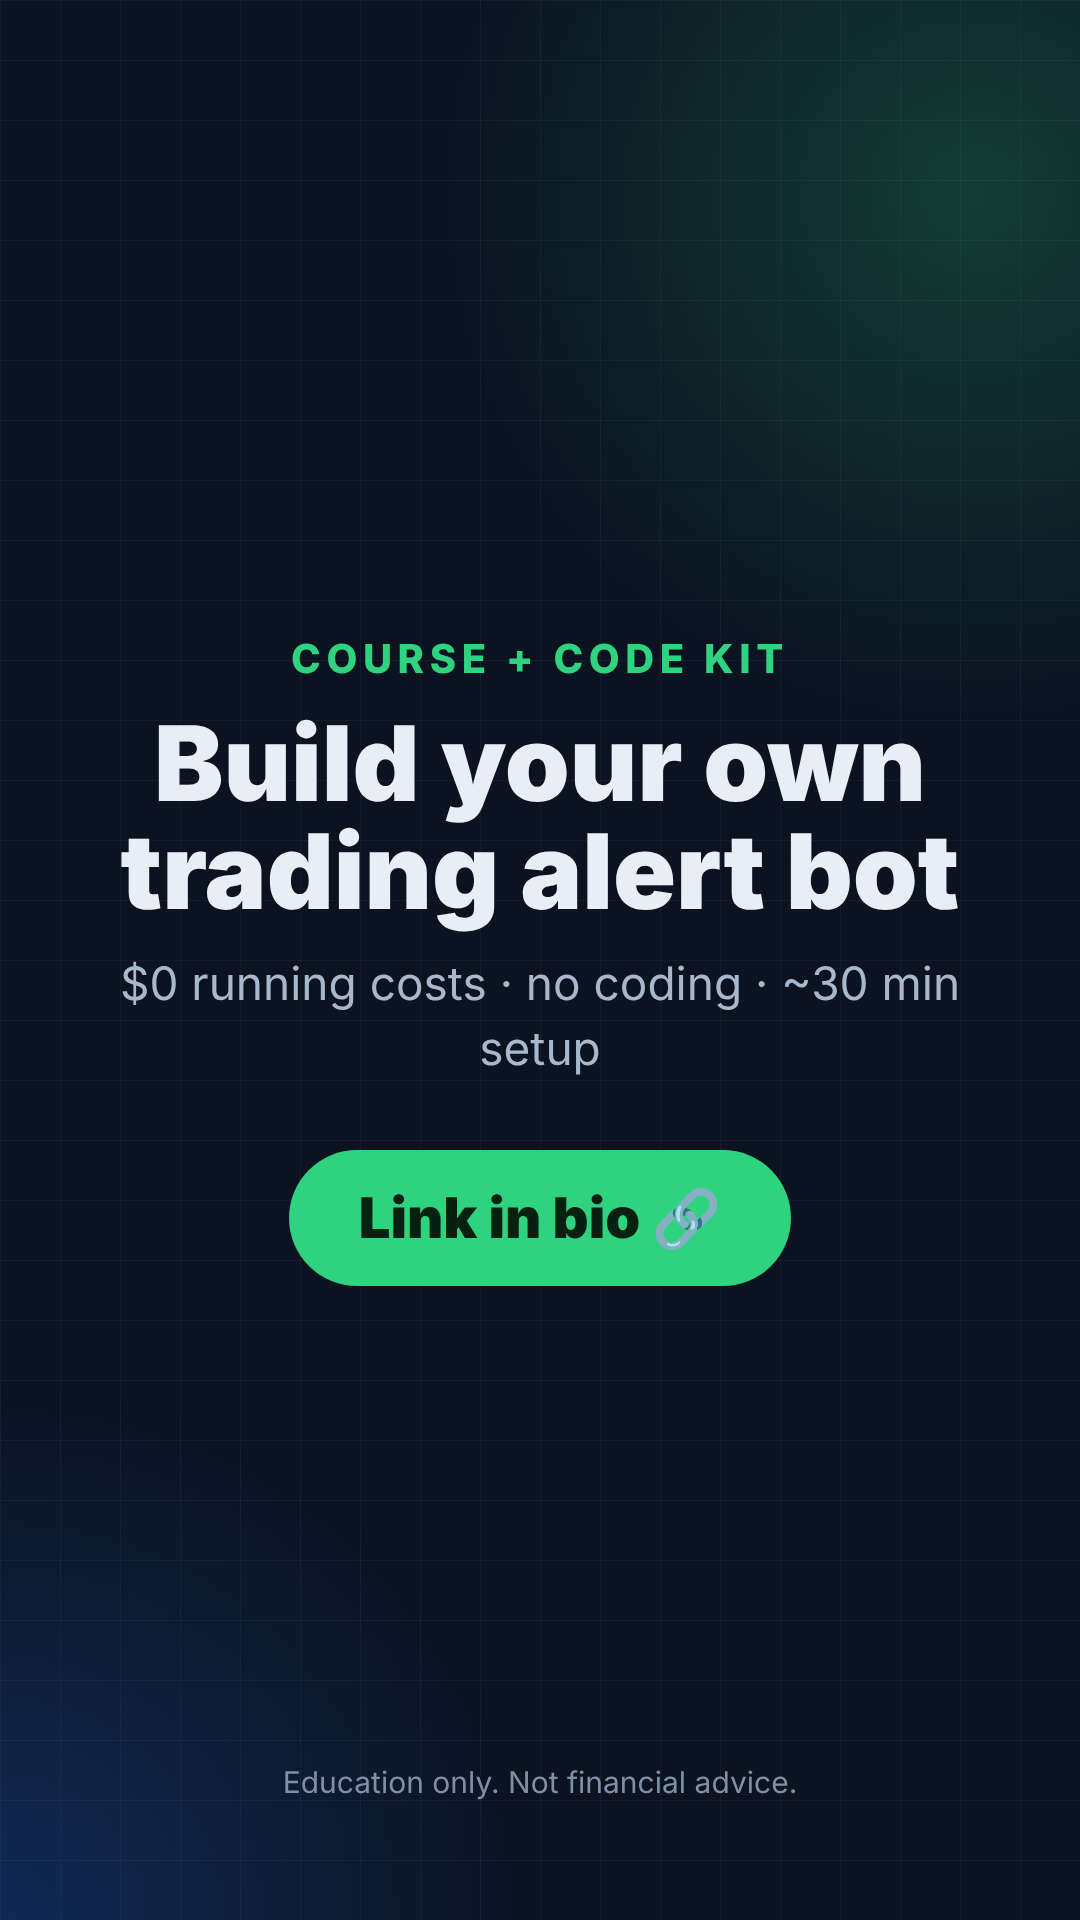 COURSE + CODE KIT
Build your own
trading alert bot
$0 running costs · no coding · ~30 min
setup
Link in bio 🔗
Education only. Not financial advice.